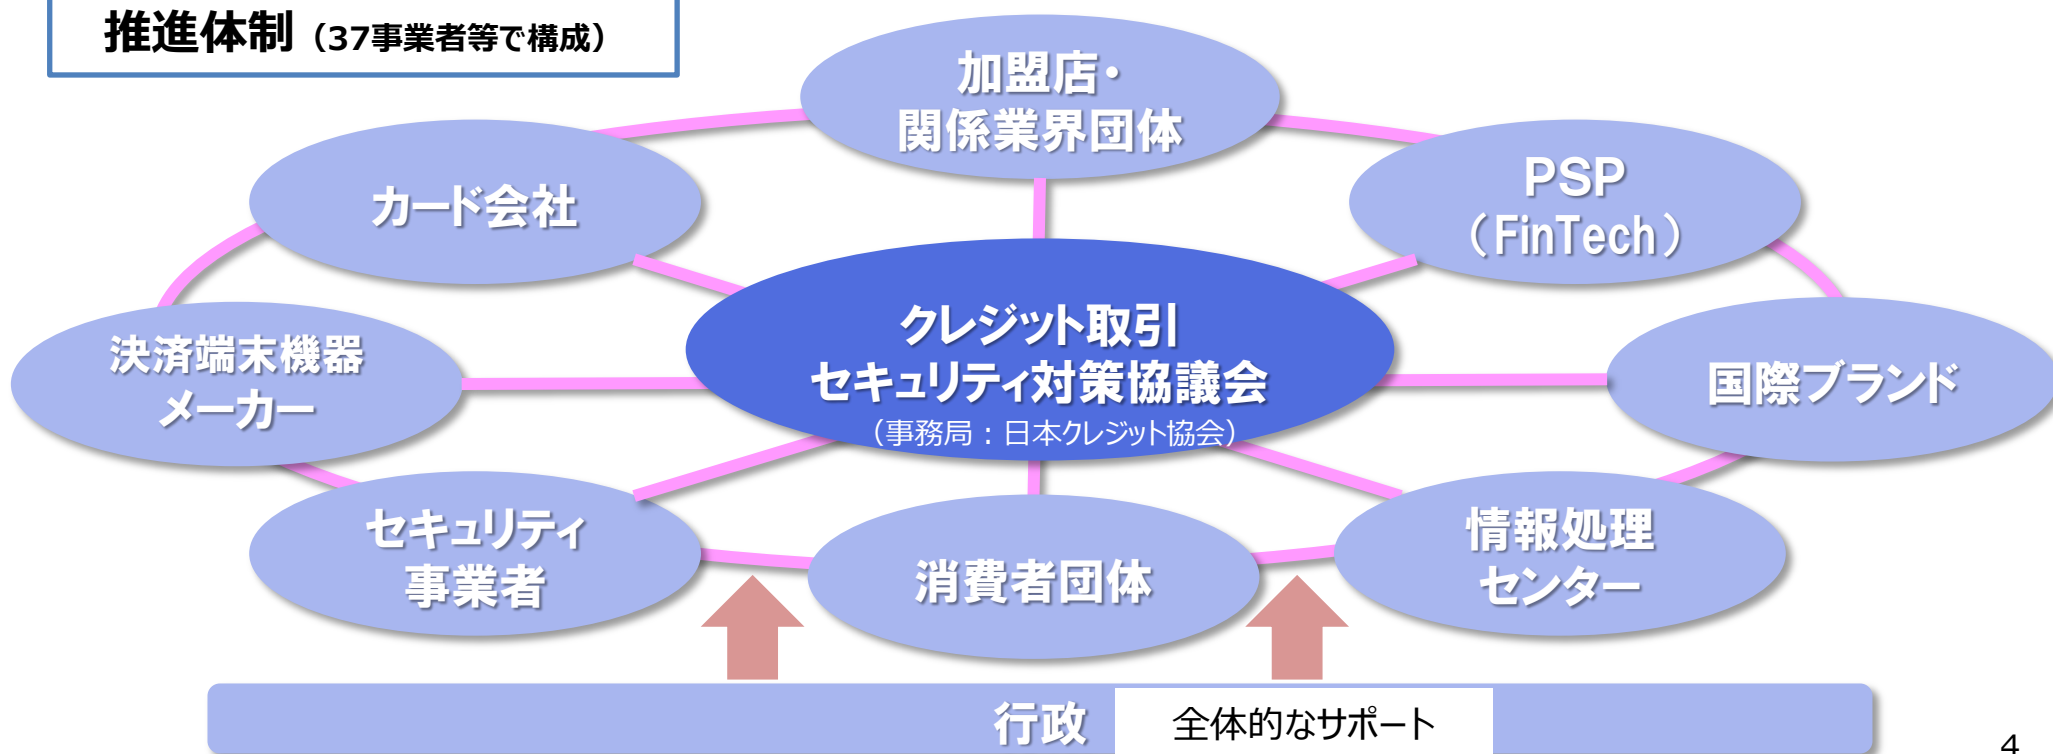 推進体制（37事業者等で構成）
加盟店・
関係業界団体
カード会社
PSP
（FinTech）
クレジット取引
セキュリティ対策協議会
（事務局：日本クレジット協会）
決済端末機器
メーカー
国際ブランド
セキュリティ
事業者
消費者団体
情報処理
センター
行政
全体的なサポート
4